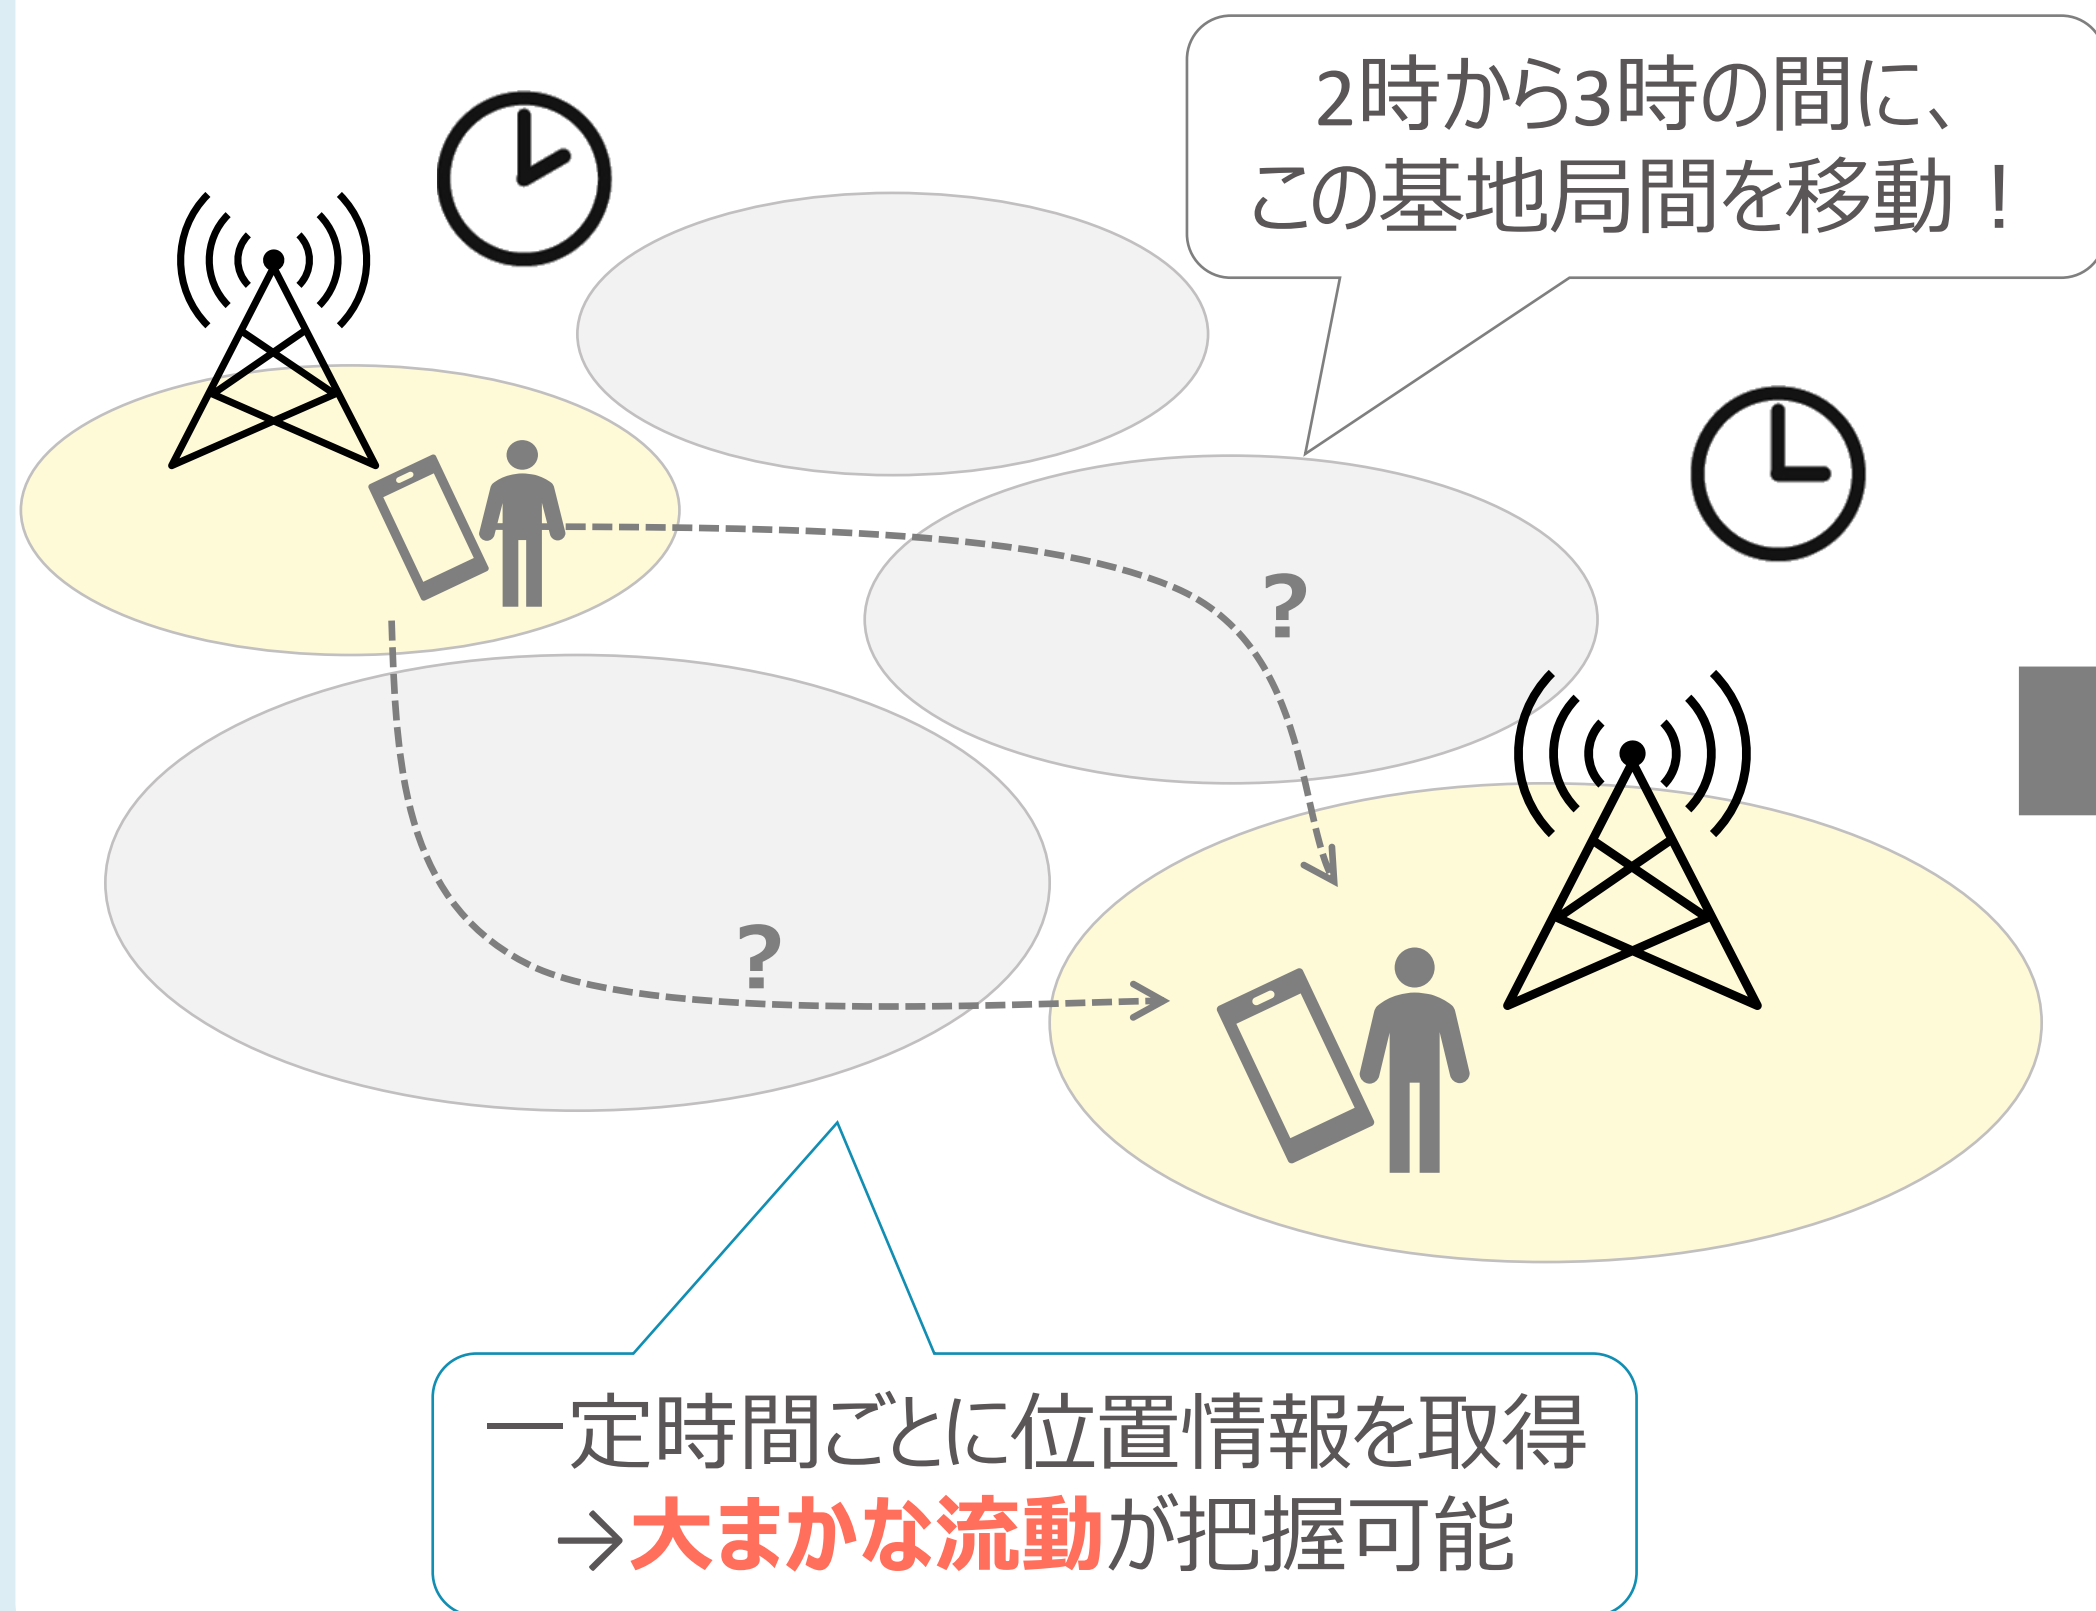 2時から3時の間に、
この基地局間を移動！
?
?
一定時間ごとに位置情報を取得
→大まかな流動が把握可能